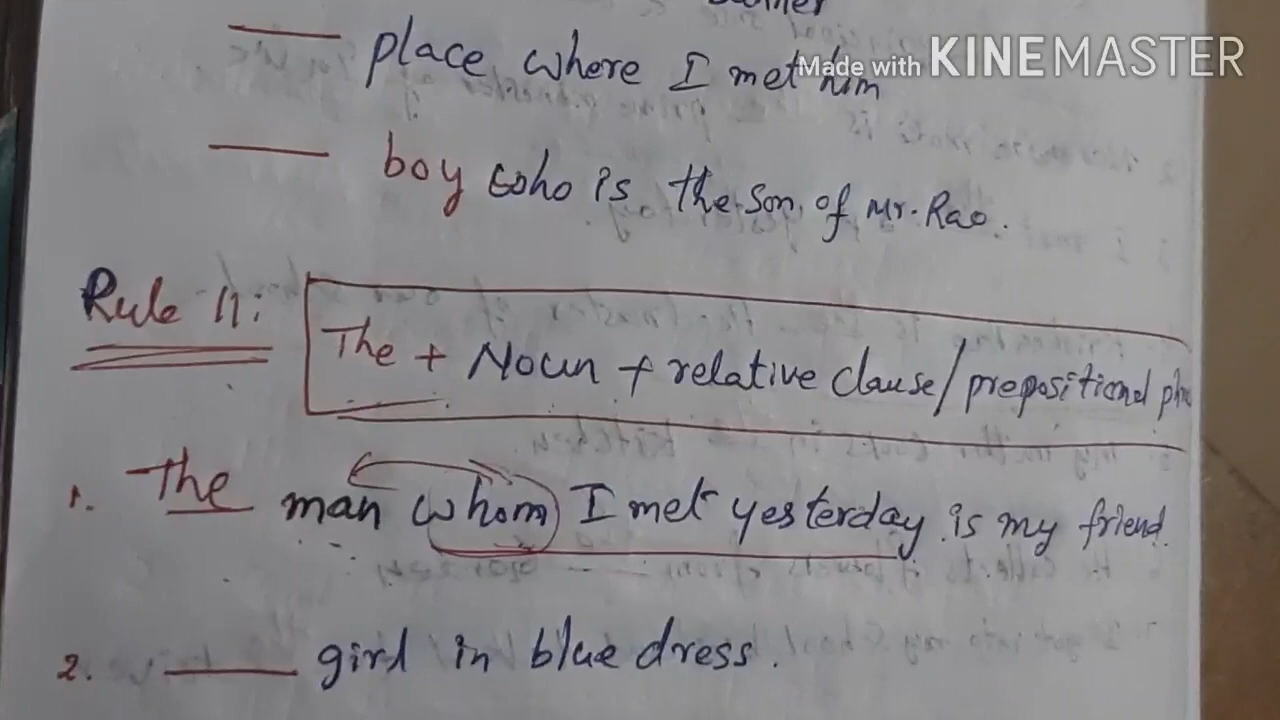 place where I met him
Made with KINEMASTER
boy who is the son of Mr. Rao.
Rule 11:
The + Noun + relative clause/prepositional
1. The man whom I met yesterday is my friend.
2. girl in blue dress.